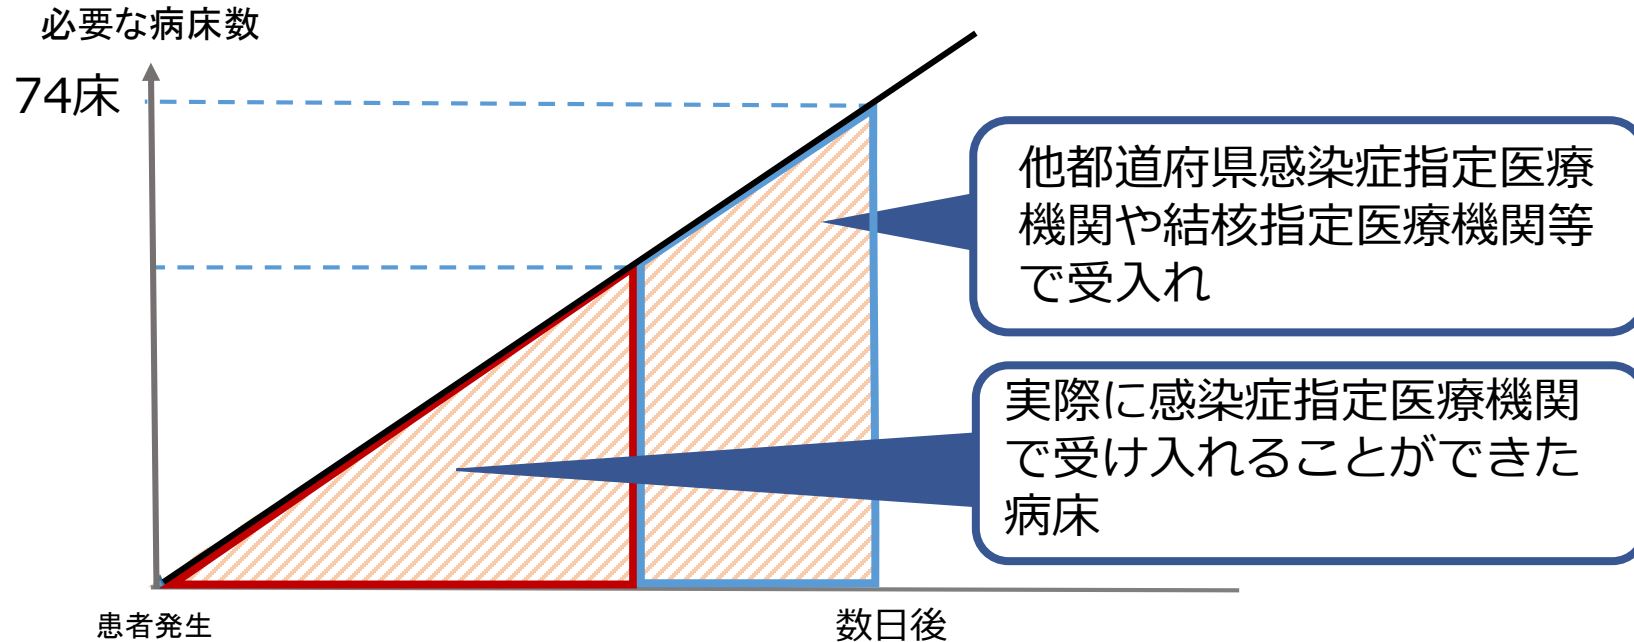 必要な病床数
74床
他都道府県感染症指定医療
機関や結核指定医療機関等
で受入れ
実際に感染症指定医療機関
で受け入れることができた
病床
患者発生
数日後